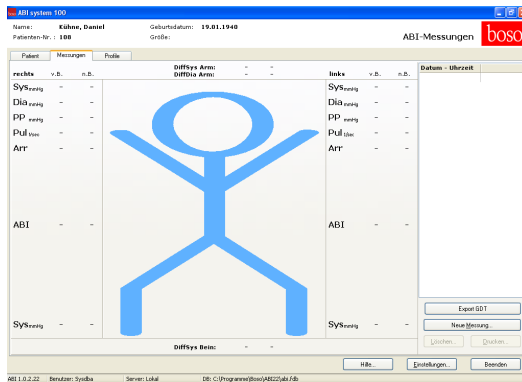 ABI system 100
Name: Kühne, Daniel Geburtsdatum: 19.01.1940
Patienten-Nr. : 108 Größe:
ABI-Messungen boso
Patient Messungen Profile
DiffSys Arm: - -
DiffDia Arm: - -
rechts v.B. n.B. links v.B. n.B. Datum - Uhrzeit
Sys mmHg - - Sys mmHg - -
Dia mmHg - - Dia mmHg - -
PP mmHg - - PP mmHg - -
Pul 1/min - - Pul 1/min - -
Arr - - Arr - -
ABI - - ABI - -
Export GDT
Sys mmHg - - Sys mmHg - - Neue Messung...
Löschen... Drucken...
DiffSys Bein: - -
Hilfe... Einstellungen... Beenden
ABI 1.0.2.22 Benutzer: Sysdba Server: Lokal DB: C:\Programme\Boso\ABI22\abi.fdb